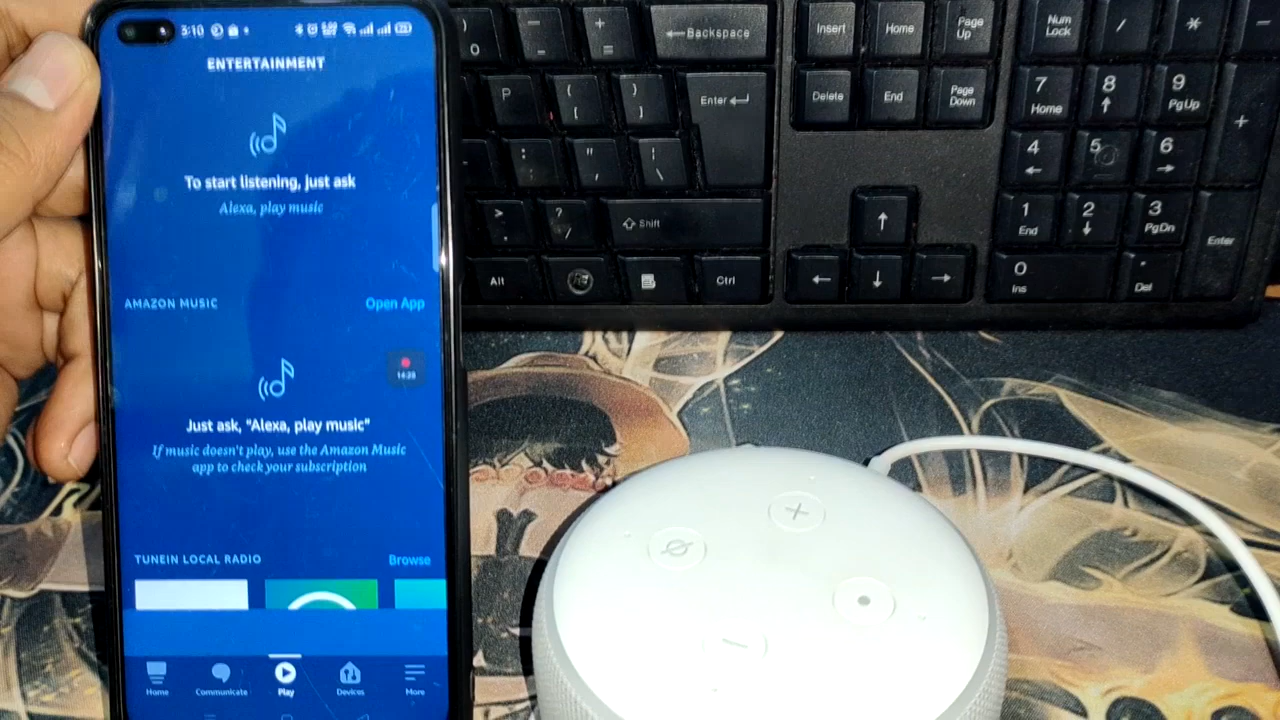 3:10
ENTERTAINMENT
To start listening, just ask
Alexa, play music
AMAZON MUSIC
Open App
14:29
Just ask, "Alexa, play music"
If music doesn't play, use the Amazon Music
app to check your subscription
TUNEIN LOCAL RADIO
Browse
Home
Communicate
Play
Devices
More
) 0
_ -
+ =
←Backspace
Insert
Home
Page Up
Num Lock
/
*
-
P
{ [
} ]
Enter
Delete
End
Page Down
7 Home
8 ↑
9 PgUp
+
: ;
" '
| \
4 ←
5
6 →
> .
? /
⇧ Shift
↑
1 End
2 ↓
3 PgDn
Enter
Alt
Ctrl
←
↓
→
0 Ins
. Del